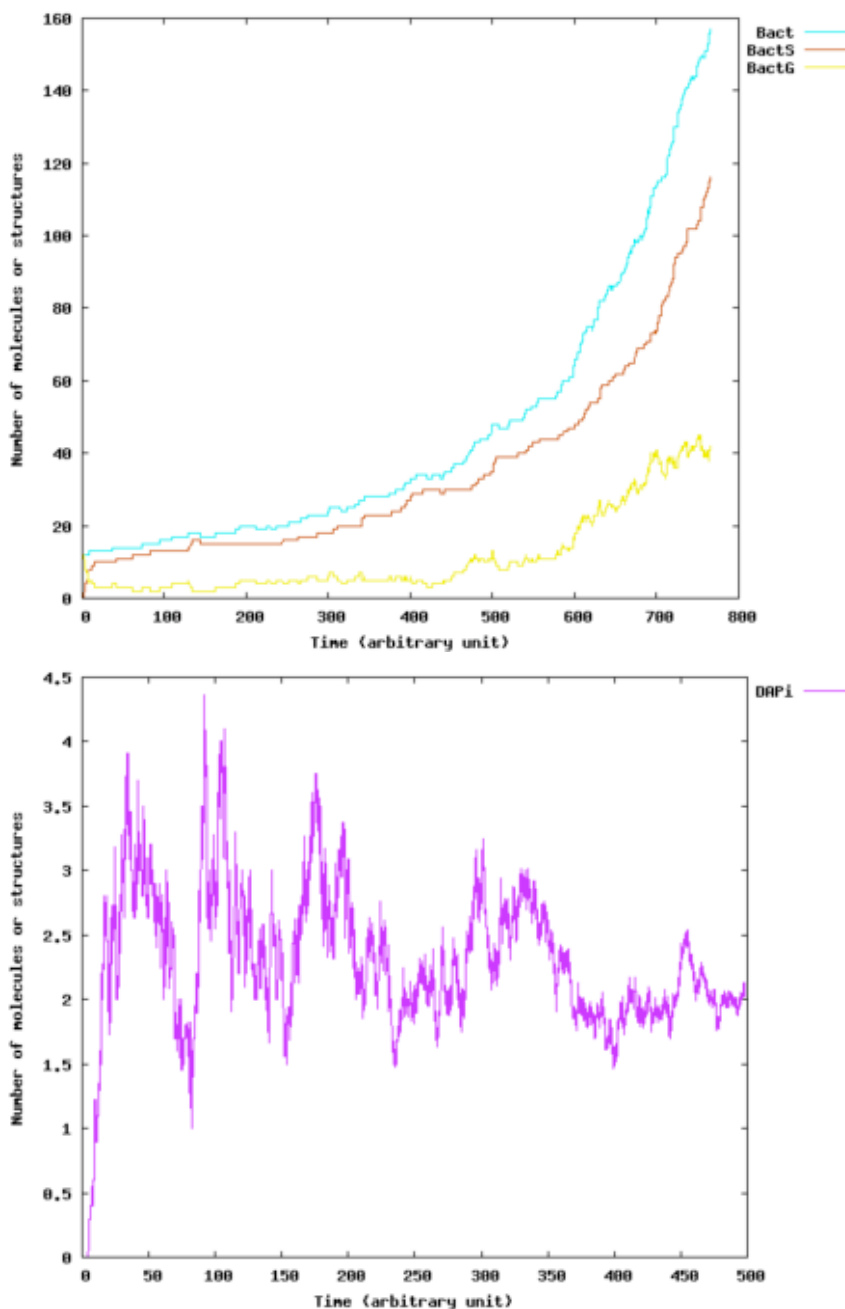 160
Bact
BactS
BactG
140
120
100
80
60
40
20
0
Number of molecules or structures
0 100 200 300 400 500 600 700 800
Time (arbitrary unit)
4.5
DAPi
4
3.5
3
2.5
2
1.5
1
0.5
0
Number of molecules or structures
0 50 100 150 200 250 300 350 400 450 500
Time (arbitrary unit)